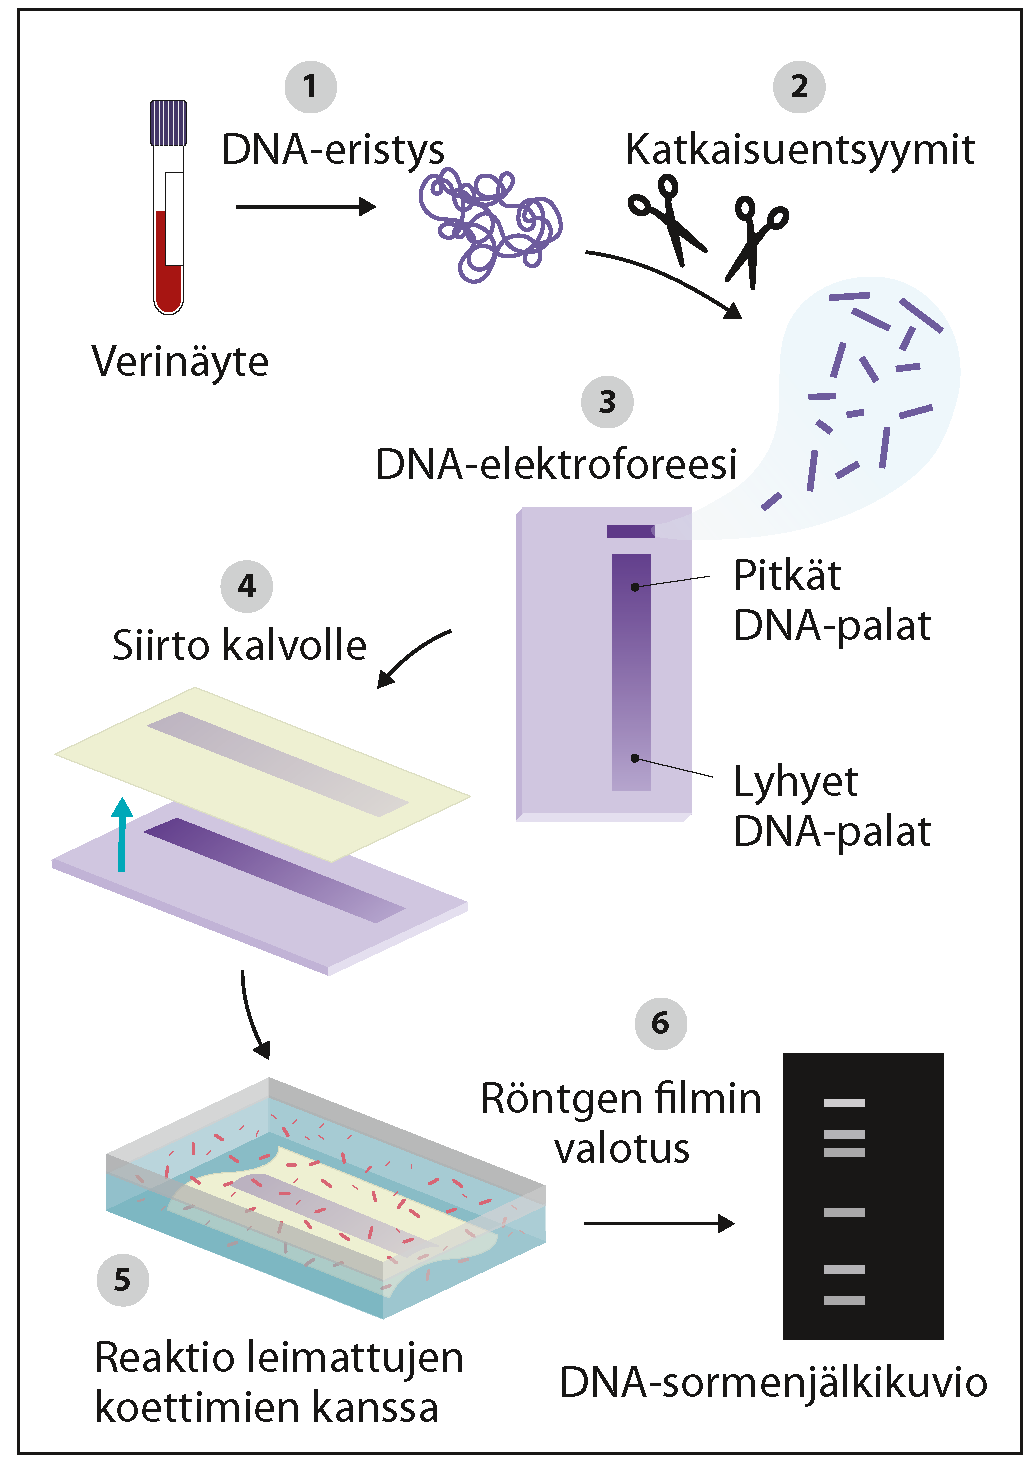 1
DNA-eristys
2
Katkaisuentsyymit
Verinäyte
3
DNA-elektroforeesi
Pitkät
DNA-palat
Lyhyet
DNA-palat
4
Siirto kalvolle
5
Reaktio leimattujen
koettimien kanssa
6
Röntgen filmin
valotus
DNA-sormenjälkikuvio